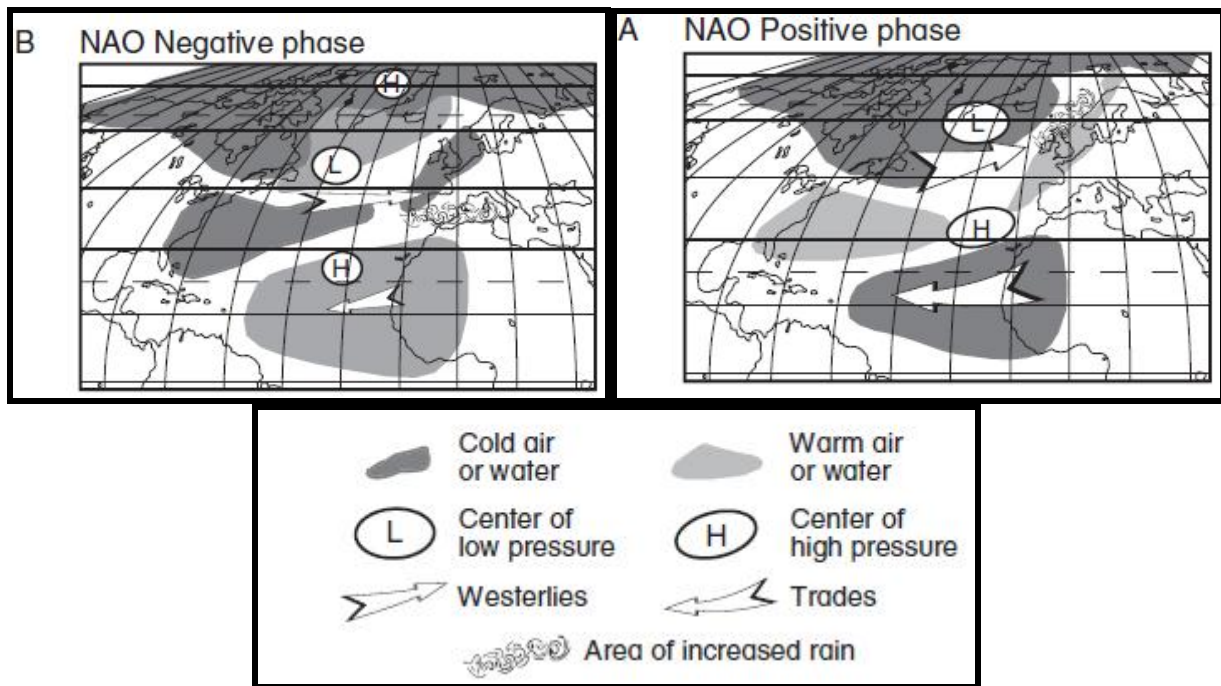 B NAO Negative phase
H
L
H
A NAO Positive phase
L
H
Cold air
or water
Warm air
or water
L
Center of
low pressure
H
Center of
high pressure
Westerlies
Trades
Area of increased rain